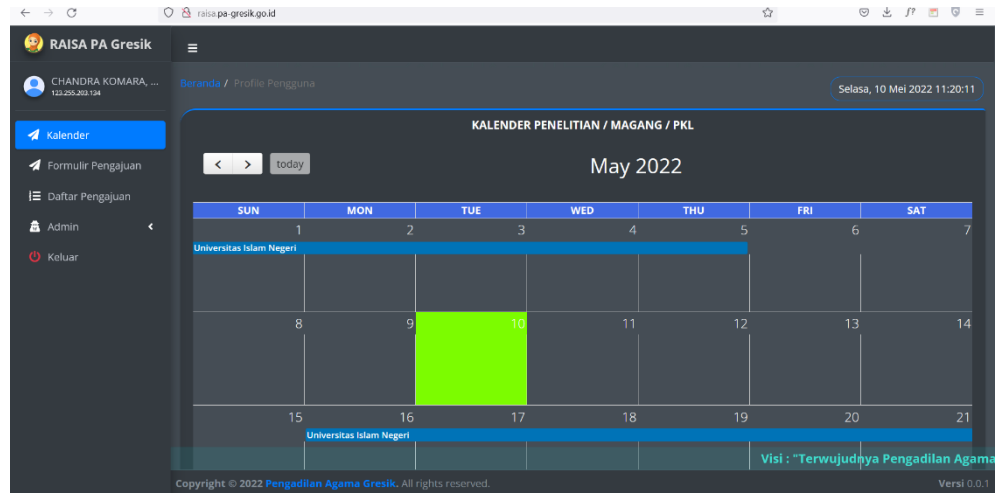 raisa.pa-gresik.go.id
RAISA PA Gresik
CHANDRA KOMARA, ...
123.255.203.134
Beranda / Profile Pengguna
Selasa, 10 Mei 2022 11:20:11
Kalender
Formulir Pengajuan
Daftar Pengajuan
Admin
Keluar
KALENDER PENELITIAN / MAGANG / PKL
today
May 2022
SUN MON TUE WED THU FRI SAT
1 2 3 4 5 6 7
Universitas Islam Negeri
8 9 10 11 12 13 14
15 16 17 18 19 20 21
Universitas Islam Negeri
Visi : "Terwujudnya Pengadilan Agama
Copyright © 2022 Pengadilan Agama Gresik. All rights reserved.
Versi 0.0.1